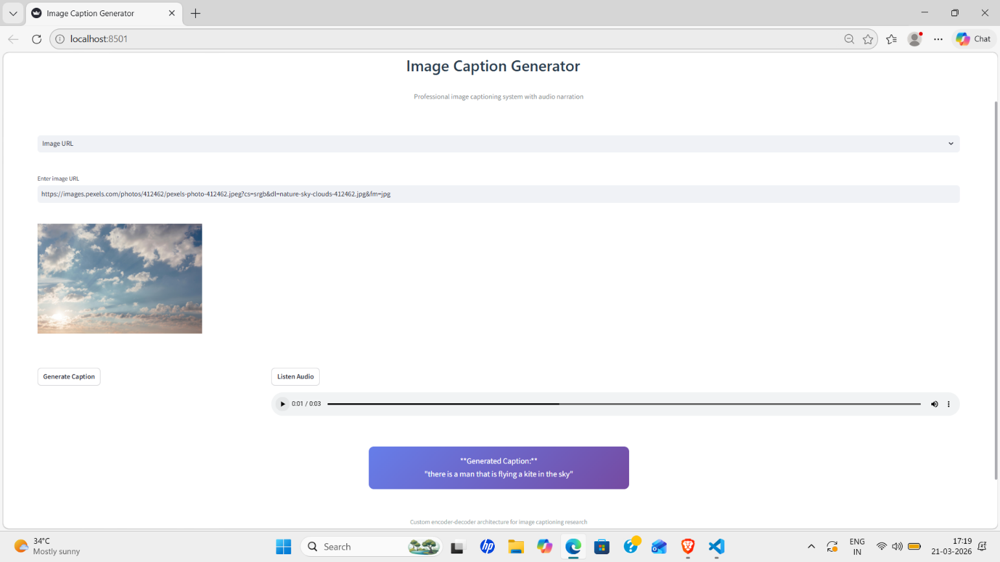 Image Caption Generator
localhost:8501
Chat
Image Caption Generator
Professional image captioning system with audio narration
Image URL
Enter image URL
https://images.pexels.com/photos/412462/pexels-photo-412462.jpeg?cs=srgb&dl=nature-sky-clouds-412462.jpg&fm=jpg
Generate Caption
Listen Audio
0:01 / 0:03
**Generated Caption:**
"there is a man that is flying a kite in the sky"
Custom encoder-decoder architecture for image captioning research
34°C
Mostly sunny
Search
hp
ENG
IN
17:19
21-03-2026